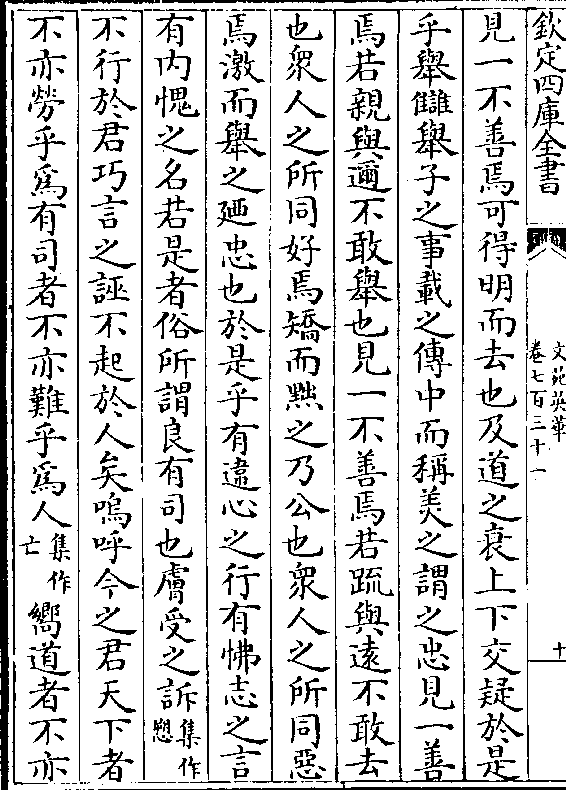 欽定四庫全書
文苑英華
卷七百三十一
十
見一不善焉可得明而去也及道之衰上下交疑於是
乎舉讎舉子之事載之傳中而稱美之謂之忠見一善
焉若親與邇不敢舉也見一不善焉若疏與遠不敢去
也衆人之所同好焉矯而黜之乃公也衆人之所同惡
焉激而舉之廼忠也於是乎有違心之行有怫志之言
有内愧之名若是者俗所謂良有司也膚受之訴集作愬
不行於君巧言之誣不起於人矣嗚呼今之君天下者
不亦勞乎爲有司者不亦難乎爲人集作亡嚮道者不亦